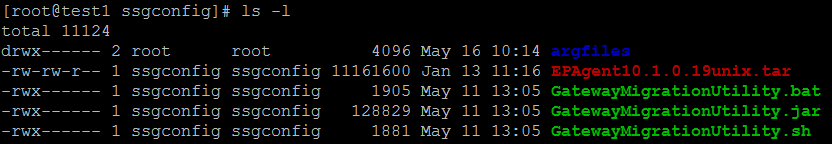 [root@test1 ssgconfig]# ls -l
total 11124
drwx------ 2 root      root          4096 May 16 10:14 argfiles
-rw-rw-r-- 1 ssgconfig ssgconfig 11161600 Jan 13 11:16 EPAgent10.1.0.19unix.tar
-rwx------ 1 ssgconfig ssgconfig     1905 May 11 13:05 GatewayMigrationUtility.bat
-rwx------ 1 ssgconfig ssgconfig   128829 May 11 13:05 GatewayMigrationUtility.jar
-rwx------ 1 ssgconfig ssgconfig     1881 May 11 13:05 GatewayMigrationUtility.sh